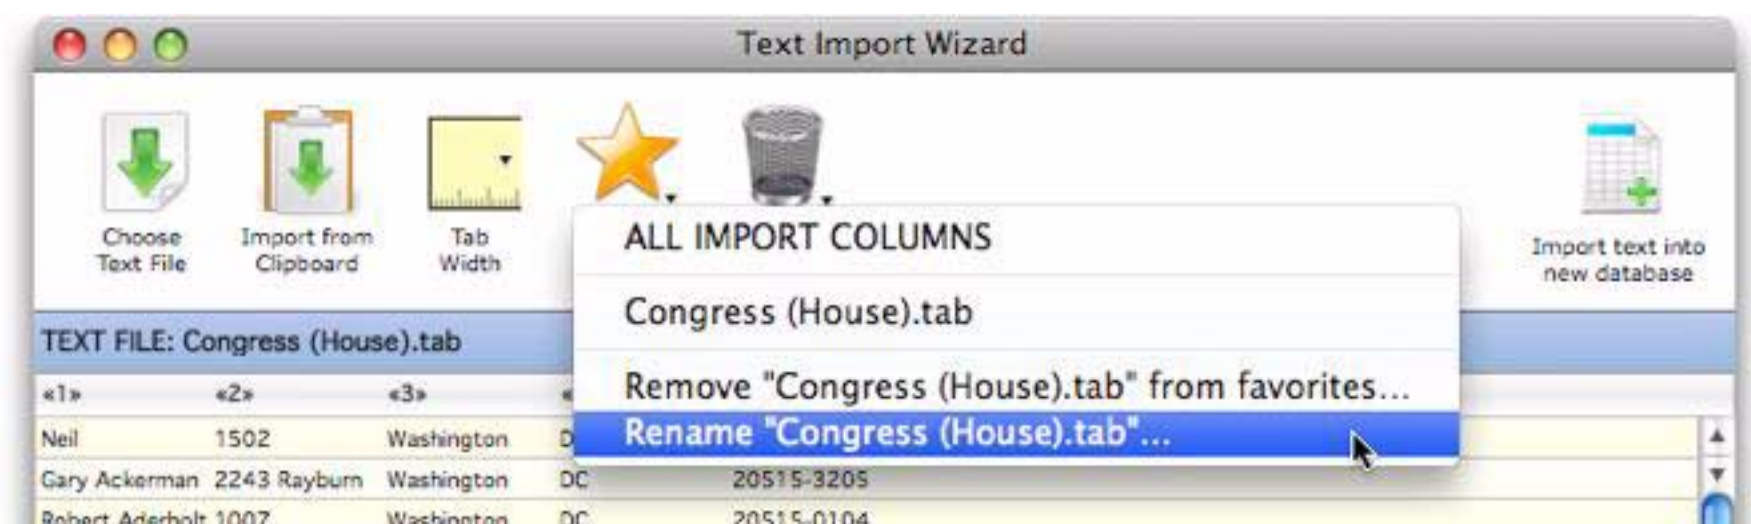 Text Import Wizard
Choose
Text File
Import from
Clipboard
Tab
Width
Import text into
new database
ALL IMPORT COLUMNS
Congress (House).tab
Remove "Congress (House).tab" from favorites...
Rename "Congress (House).tab"...
TEXT FILE: Congress (House).tab
«1» «2» «3» «
Neil 1502 Washington D
Gary Ackerman 2243 Rayburn Washington DC 20515-3205
Robert Aderholt 1007 Washington DC 20515-0104